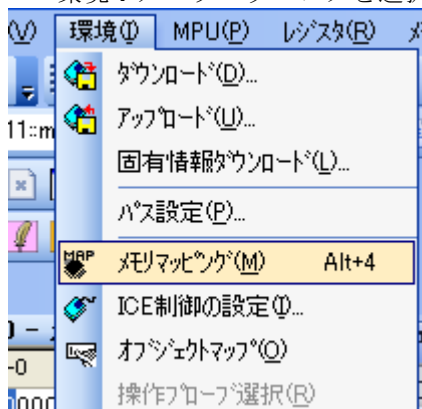 (V) 環境(I) MPU(P) ﾚｼﾞｽﾀ(R)
ﾀﾞｳﾝﾛｰﾄﾞ(D)...
ｱｯﾌﾟﾛｰﾄﾞ(U)...
11::m
固有情報ﾀﾞｳﾝﾛｰﾄﾞ(L)...
ﾊﾟｽ設定(P)...
MAP ﾒﾓﾘﾏｯﾋﾟﾝｸﾞ(M) Alt+4
ICE制御の設定(I)...
ｵﾌﾞｼﾞｪｸﾄﾏｯﾌﾟ(O)
-0
操作ﾌﾟﾛｰﾌﾞ選択(R)